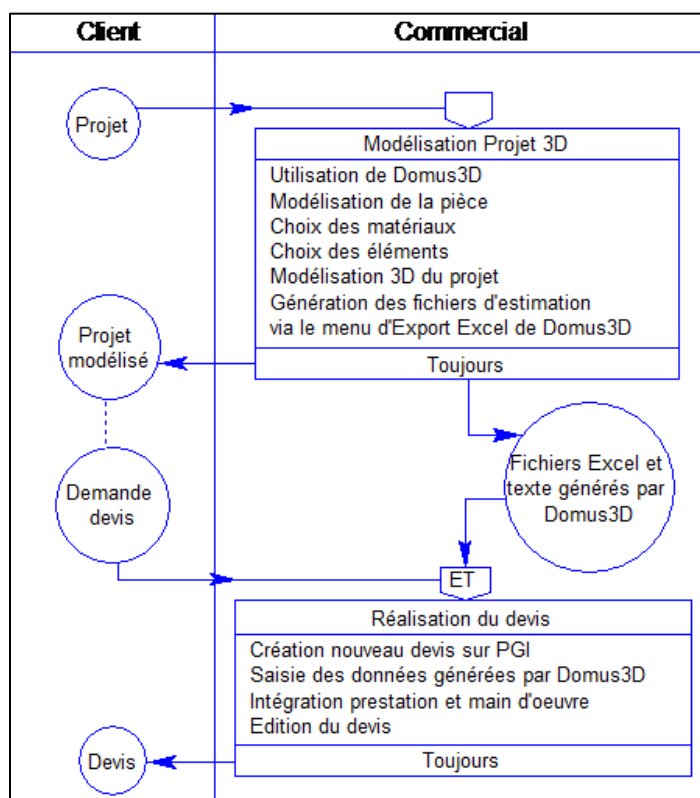 Client
Commercial
Projet
Modélisation Projet 3D
Utilisation de Domus3D
Modélisation de la pièce
Choix des matériaux
Choix des éléments
Modélisation 3D du projet
Génération des fichiers d'estimation
via le menu d'Export Excel de Domus3D
Toujours
Projet
modélisé
Fichiers Excel et
texte générés par
Domus3D
Demande
devis
ET
Réalisation du devis
Création nouveau devis sur PGI
Saisie des données générées par Domus3D
Intégration prestation et main d'oeuvre
Edition du devis
Toujours
Devis